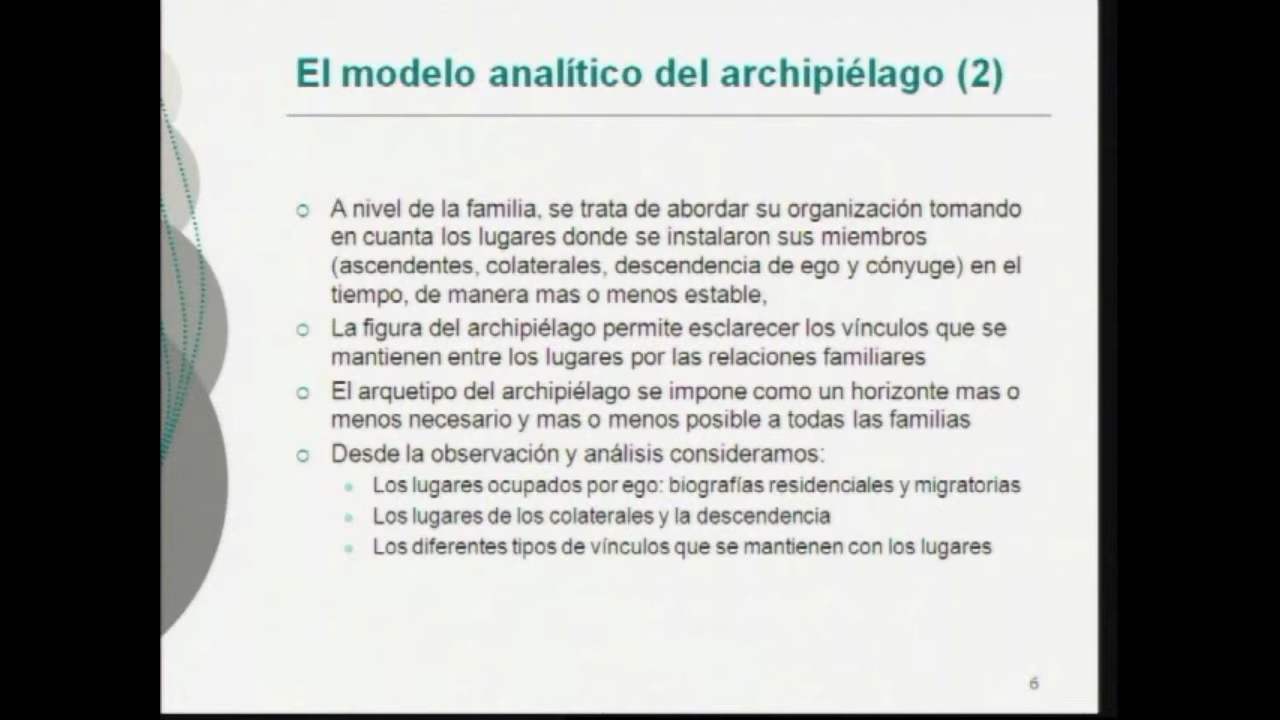 El modelo analítico del archipiélago (2)
A nivel de la familia, se trata de abordar su organización tomando
en cuanta los lugares donde se instalaron sus miembros
(ascendentes, colaterales, descendencia de ego y cónyuge) en el
tiempo, de manera mas o menos estable,
La figura del archipiélago permite esclarecer los vínculos que se
mantienen entre los lugares por las relaciones familiares
El arquetipo del archipiélago se impone como un horizonte mas o
menos necesario y mas o menos posible a todas las familias
Desde la observación y análisis consideramos:
Los lugares ocupados por ego: biografías residenciales y migratorias
Los lugares de los colaterales y la descendencia
Los diferentes tipos de vínculos que se mantienen con los lugares
6